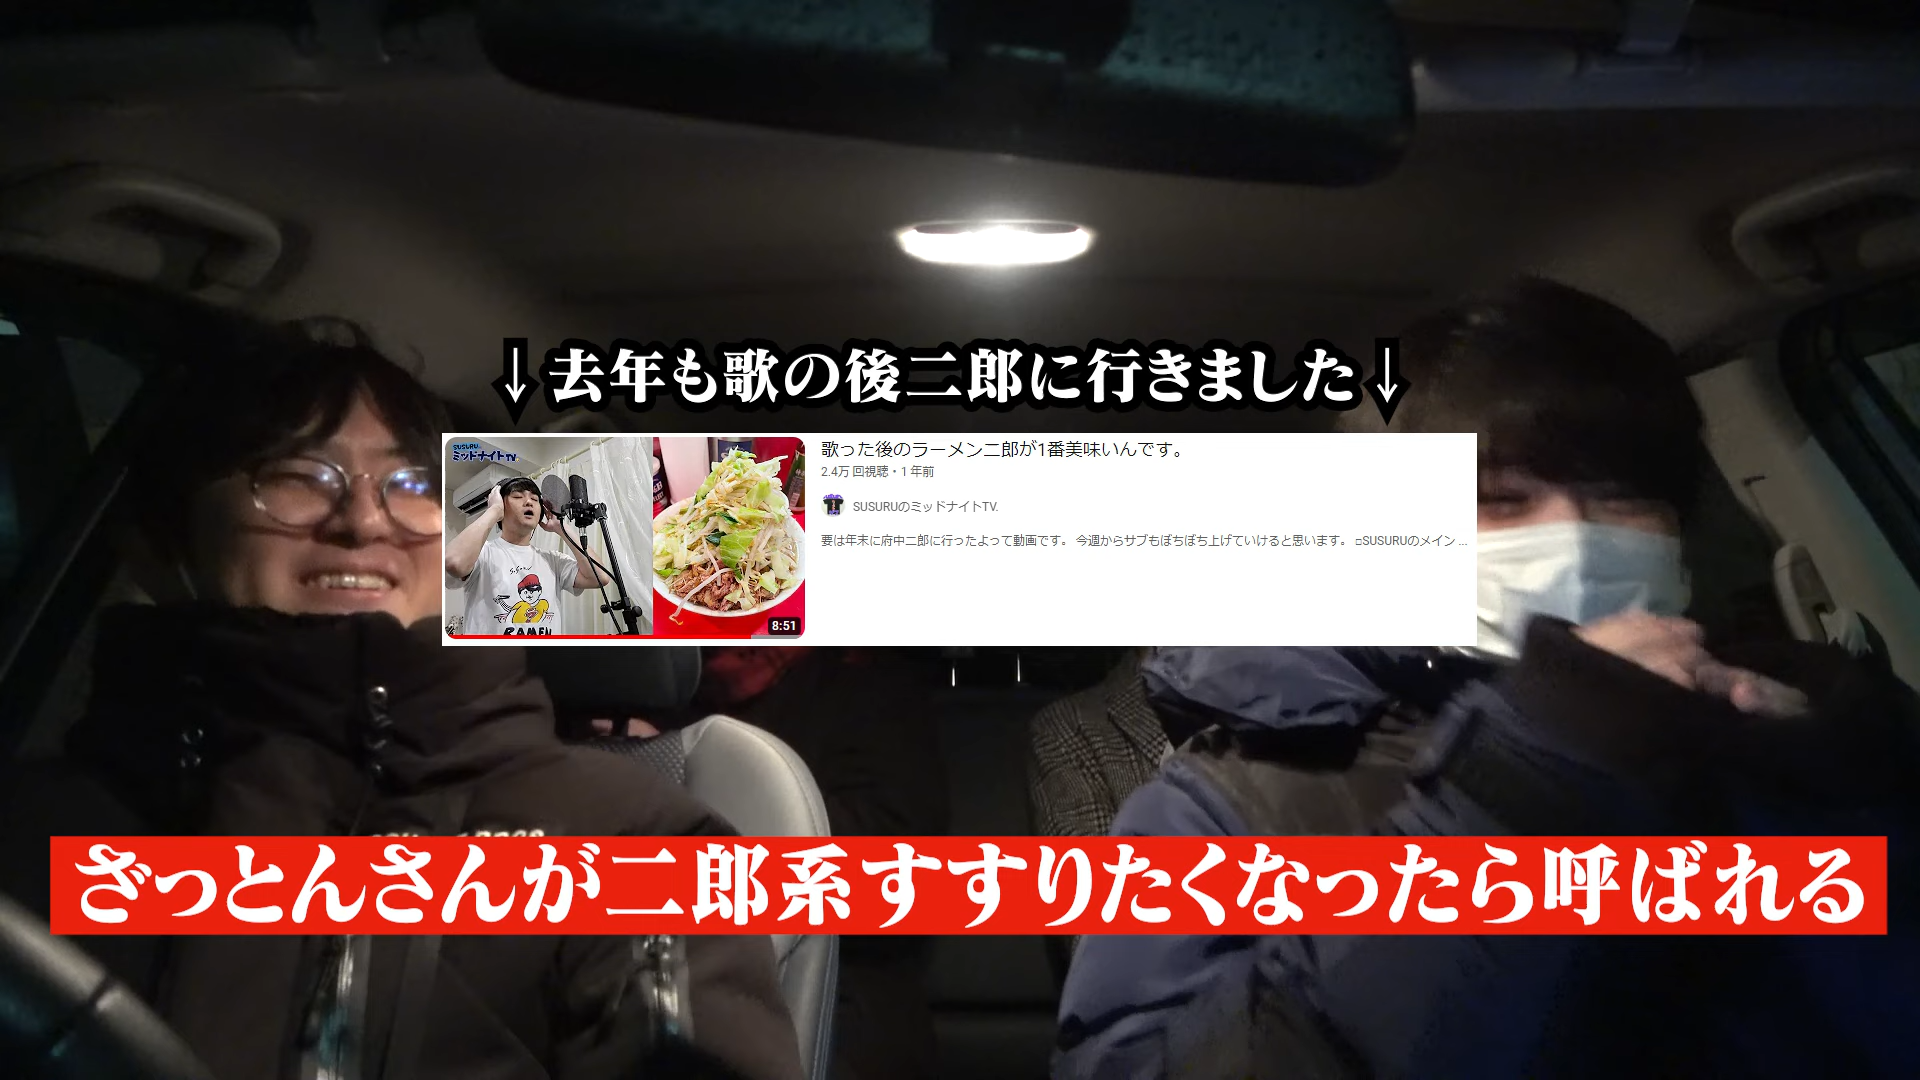 ↓去年も歌の後二郎に行きました↓
SUSURUの
ミッドナイトTV.
RAMEN
8:51
歌った後のラーメン二郎が1番美味いんです。
2.4万 回視聴・1 年前
SUSURUのミッドナイトTV.
要は年末に府中二郎に行ったよって動画です。 今週からサブもぼちぼち上げていけると思います。 □SUSURUのメイン ...
ざっとんさんが二郎系すすりたくなったら呼ばれる